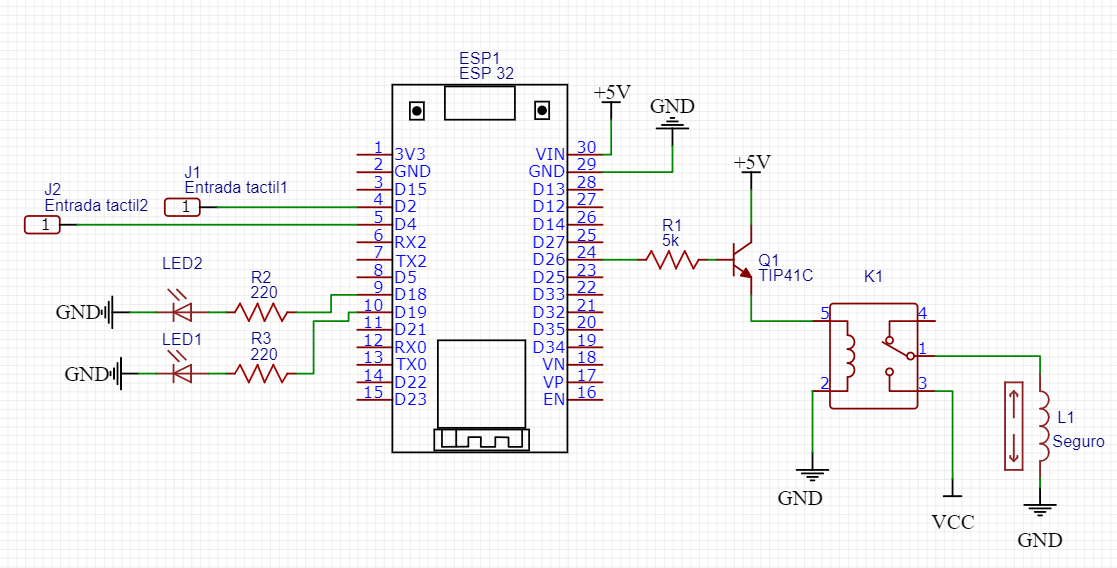 ESP1
ESP 32
+5V
GND
1 3V3
2 GND
3 D15
4 D2
5 D4
6 RX2
7 TX2
8 D5
9 D18
10 D19
11 D21
12 RX0
13 TX0
14 D22
15 D23
VIN 30
GND 29
D13 28
D12 27
D14 26
D27 25
D26 24
D25 23
D33 22
D32 21
D35 20
D34 19
VN 18
VP 17
EN 16
J1
Entrada tactil1
1
J2
Entrada tactil2
1
LED2
R2
220
GND
LED1
R3
220
GND
R1
5k
+5V
Q1
TIP41C
K1
5
4
1
2
3
GND
VCC
L1
Seguro
GND